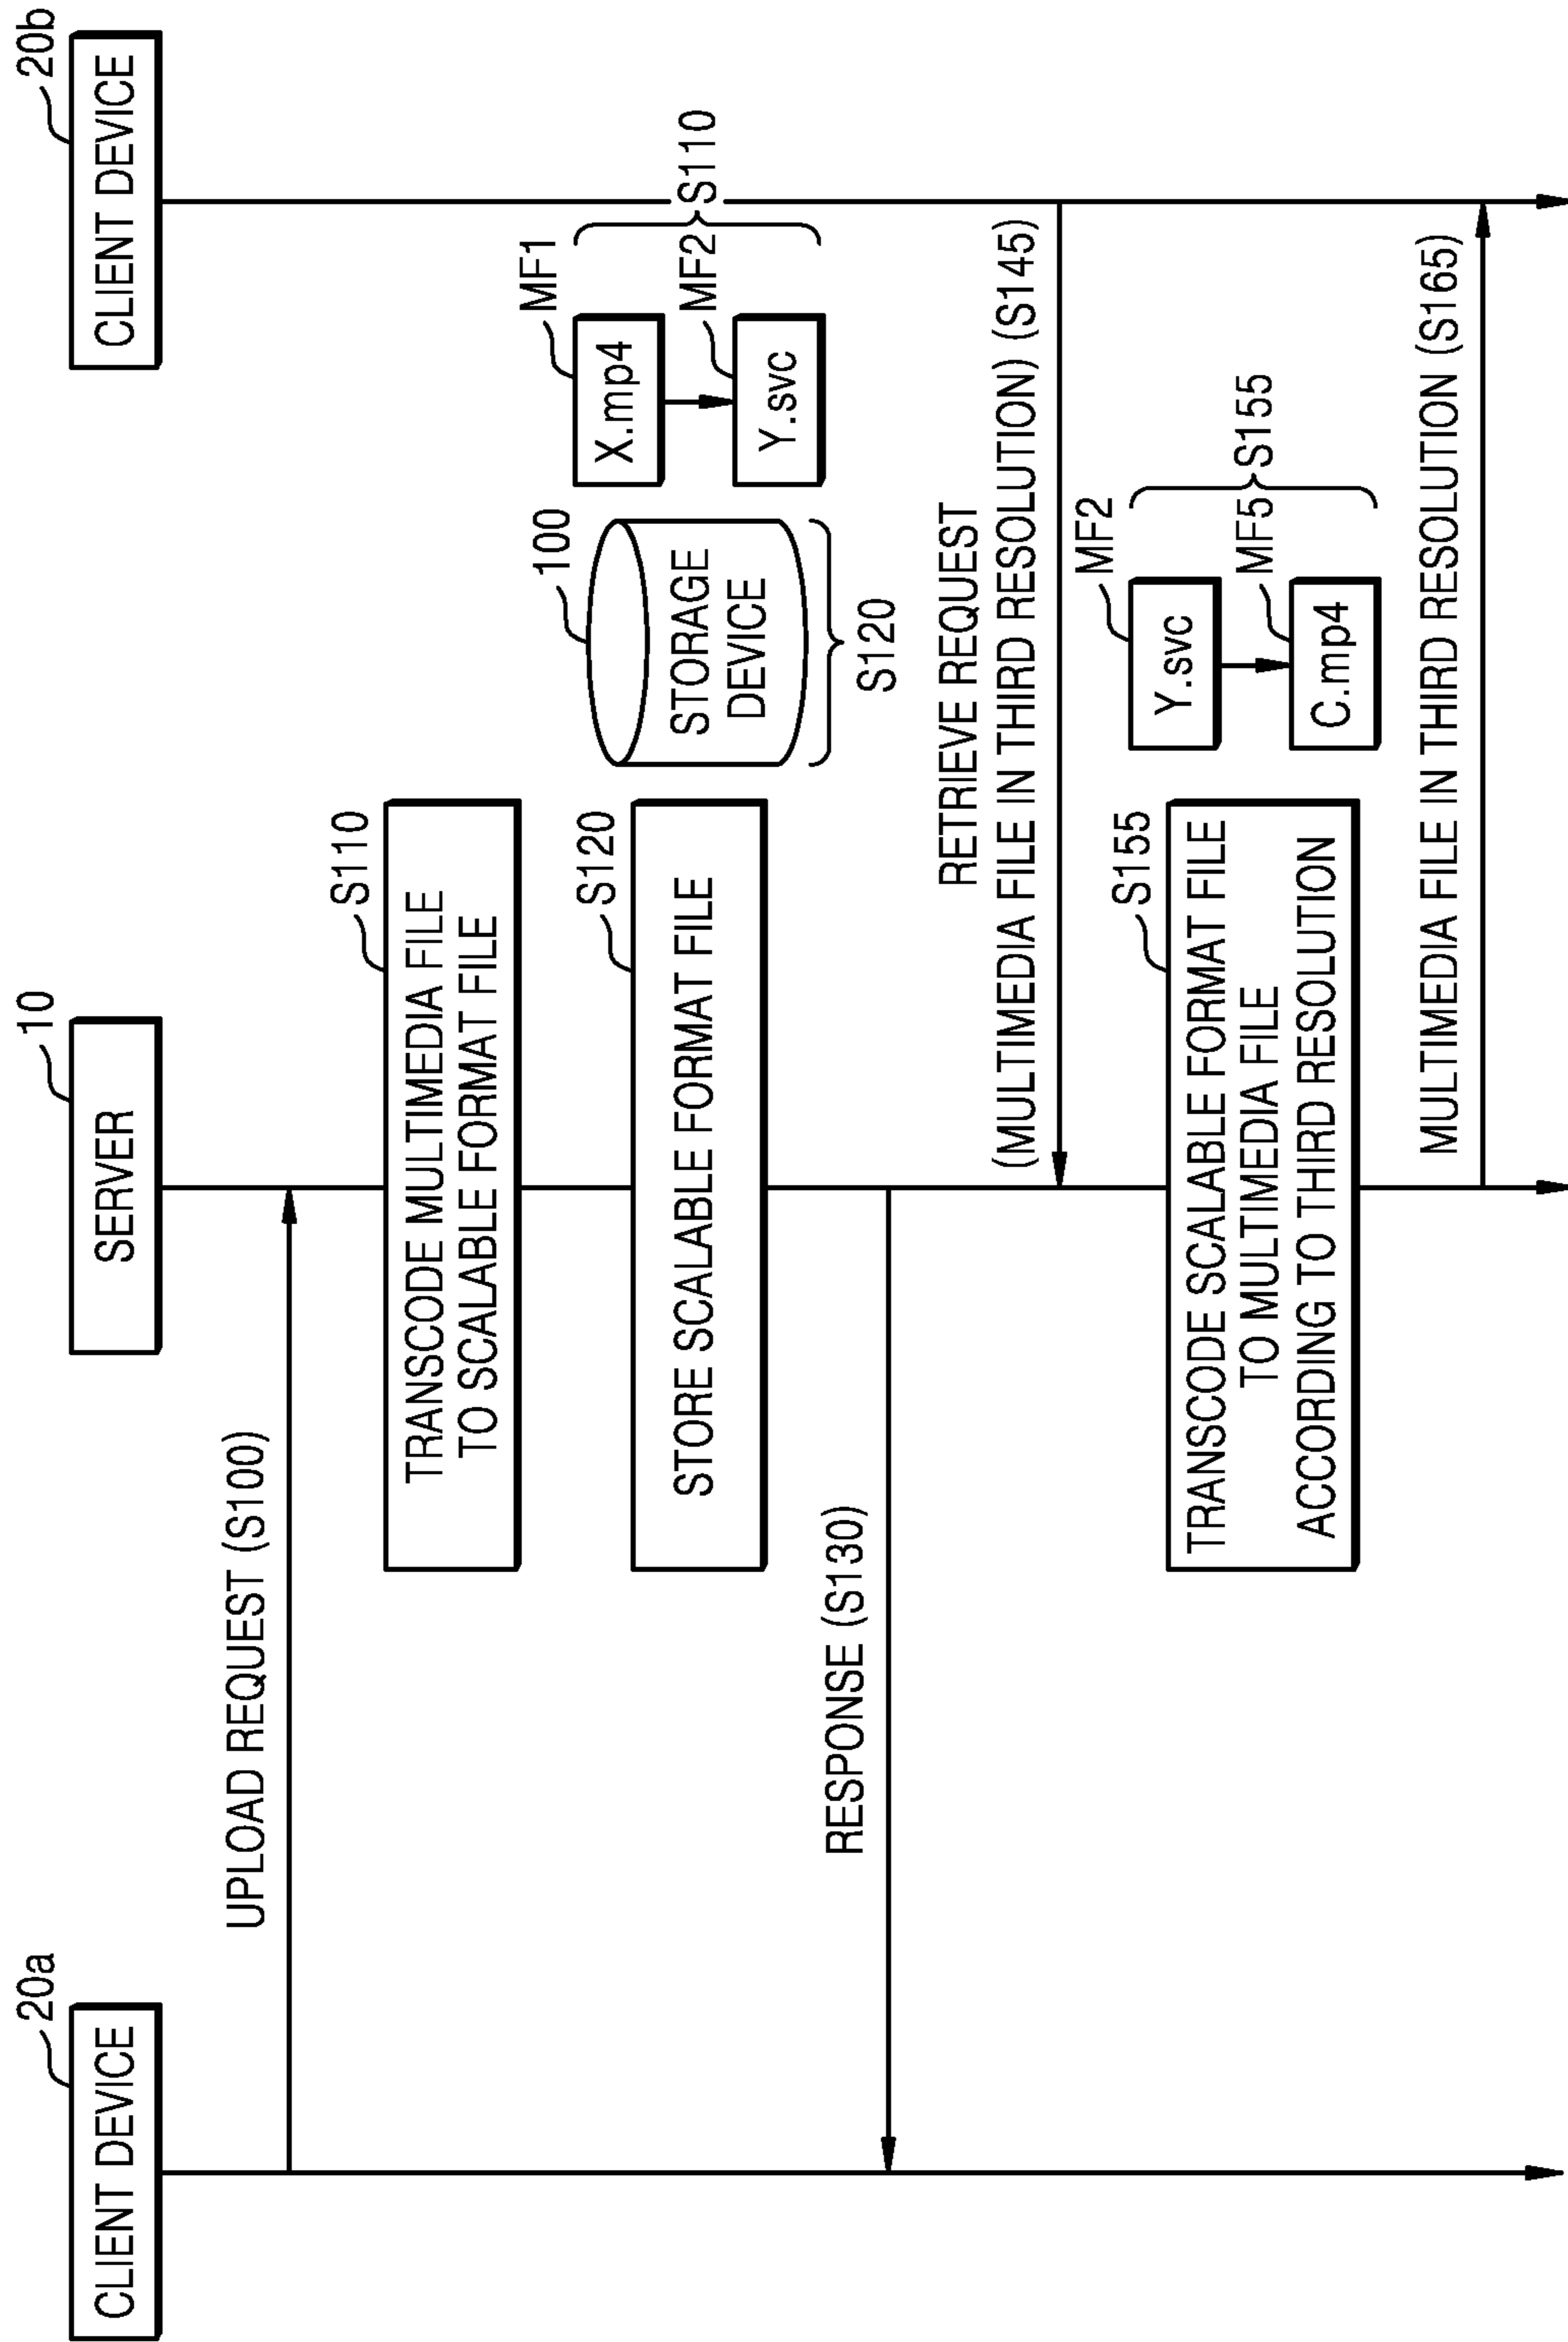 20a
CLIENT DEVICE
10
SERVER
20b
CLIENT DEVICE
UPLOAD REQUEST (S100)
S110
TRANSCODE MULTIMEDIA FILE
TO SCALABLE FORMAT FILE
S120
STORE SCALABLE FORMAT FILE
100
STORAGE
DEVICE
S120
MF1
X.mp4
MF2
Y.svc
S110
RESPONSE (S130)
RETRIEVE REQUEST
(MULTIMEDIA FILE IN THIRD RESOLUTION) (S145)
S155
TRANSCODE SCALABLE FORMAT FILE
TO MULTIMEDIA FILE
ACCORDING TO THIRD RESOLUTION
MF2
Y.svc
MF5
C.mp4
S155
MULTIMEDIA FILE IN THIRD RESOLUTION (S165)